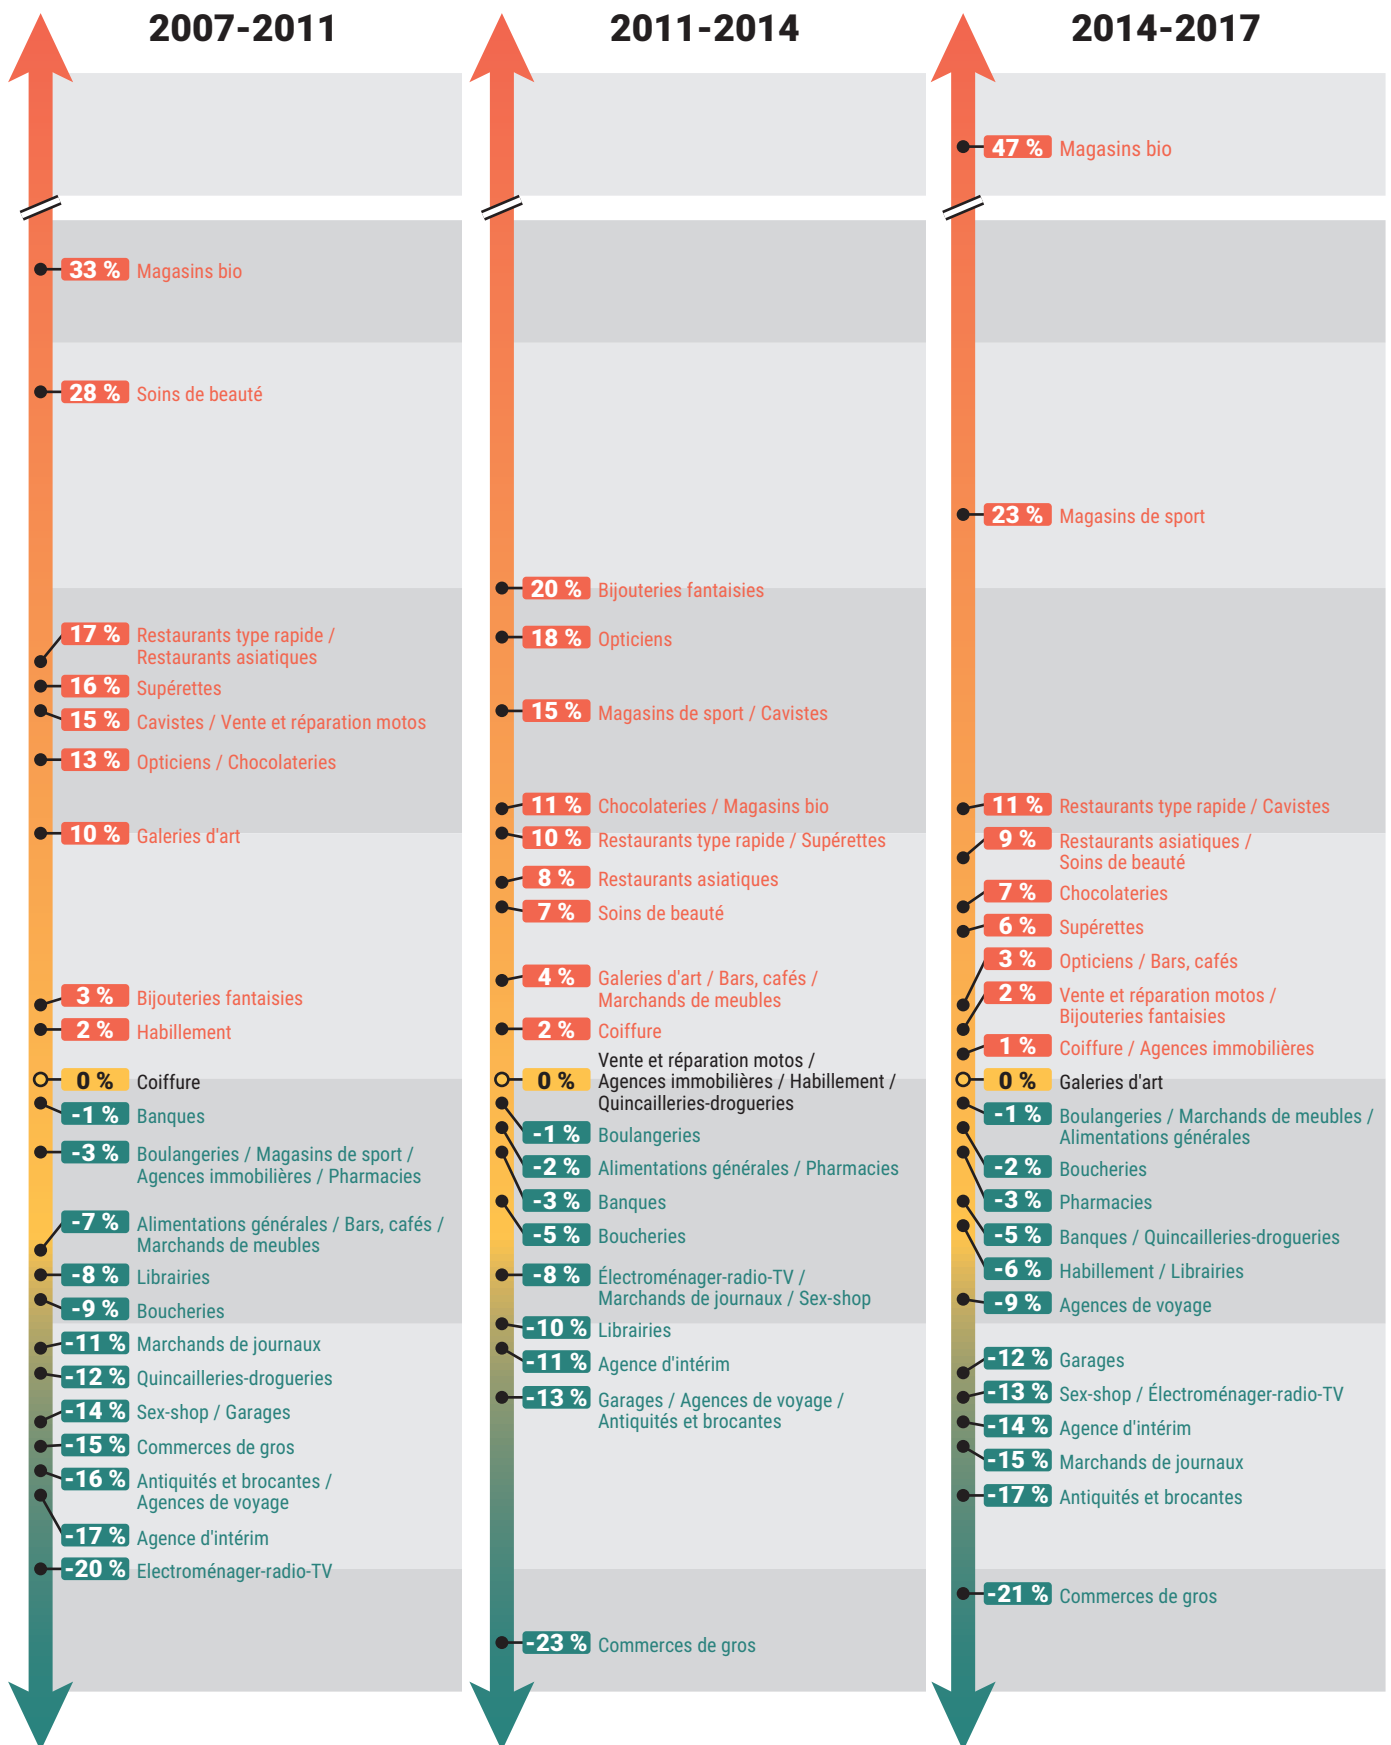 2007-2011
33 % Magasins bio
28 % Soins de beauté
17 % Restaurants type rapide /
Restaurants asiatiques
16 % Supérettes
15 % Cavistes / Vente et réparation motos
13 % Opticiens / Chocolateries
10 % Galeries d'art
3 % Bijouteries fantaisies
2 % Habillement
0 % Coiffure
-1 % Banques
-3 % Boulangeries / Magasins de sport /
Agences immobilières / Pharmacies
-7 % Alimentations générales / Bars, cafés /
Marchands de meubles
-8 % Librairies
-9 % Boucheries
-11 % Marchands de journaux
-12 % Quincailleries-drogueries
-14 % Sex-shop / Garages
-15 % Commerces de gros
-16 % Antiquités et brocantes /
Agences de voyage
-17 % Agence d'intérim
-20 % Electroménager-radio-TV
2011-2014
20 % Bijouteries fantaisies
18 % Opticiens
15 % Magasins de sport / Cavistes
11 % Chocolateries / Magasins bio
10 % Restaurants type rapide / Supérettes
8 % Restaurants asiatiques
7 % Soins de beauté
4 % Galeries d'art / Bars, cafés /
Marchands de meubles
2 % Coiffure
Vente et réparation motos /
0 % Agences immobilières / Habillement /
Quincailleries-drogueries
-1 % Boulangeries
-2 % Alimentations générales / Pharmacies
-3 % Banques
-5 % Boucheries
-8 % Électroménager-radio-TV /
Marchands de journaux / Sex-shop
-10 % Librairies
-11 % Agence d'intérim
-13 % Garages / Agences de voyage /
Antiquités et brocantes
-23 % Commerces de gros
2014-2017
47 % Magasins bio
23 % Magasins de sport
11 % Restaurants type rapide / Cavistes
9 % Restaurants asiatiques /
Soins de beauté
7 % Chocolateries
6 % Supérettes
3 % Opticiens / Bars, cafés
2 % Vente et réparation motos /
Bijouteries fantaisies
1 % Coiffure / Agences immobilières
0 % Galeries d'art
-1 % Boulangeries / Marchands de meubles /
Alimentations générales
-2 % Boucheries
-3 % Pharmacies
-5 % Banques / Quincailleries-drogueries
-6 % Habillement / Librairies
-9 % Agences de voyage
-12 % Garages
-13 % Sex-shop / Électroménager-radio-TV
-14 % Agence d'intérim
-15 % Marchands de journaux
-17 % Antiquités et brocantes
-21 % Commerces de gros